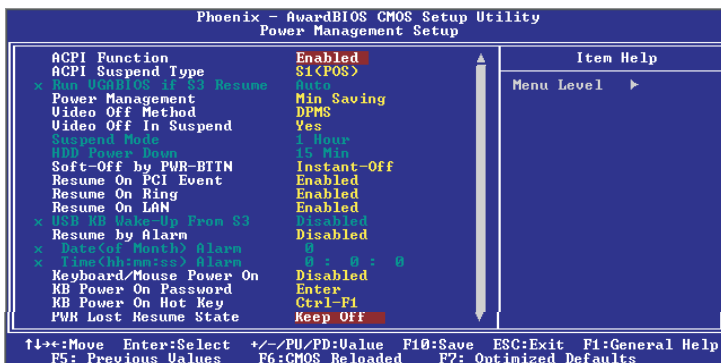 Phoenix - AwardBIOS CMOS Setup Utility
Power Management Setup
ACPI Function Enabled
ACPI Suspend Type S1(POS)
x Run VGABIOS if S3 Resume Auto
Power Management Min Saving
Video Off Method DPMS
Video Off In Suspend Yes
Suspend Mode 1 Hour
HDD Power Down 15 Min
Soft-Off by PWR-BTTN Instant-Off
Resume On PCI Event Enabled
Resume On Ring Enabled
Resume On LAN Enabled
x USB KB Wake-Up From S3 Disabled
Resume by Alarm Disabled
x Date(of Month) Alarm 0
x Time(hh:mm:ss) Alarm 0 : 0 : 0
Keyboard/Mouse Power On Disabled
KB Power On Password Enter
KB Power On Hot Key Ctrl-F1
PWR Lost Resume State Keep Off
Item Help
Menu Level ►
↑↓→←:Move Enter:Select +/-/PU/PD:Value F10:Save ESC:Exit F1:General Help
F5: Previous Values F6:CMOS Reloaded F7: Optimized Defaults